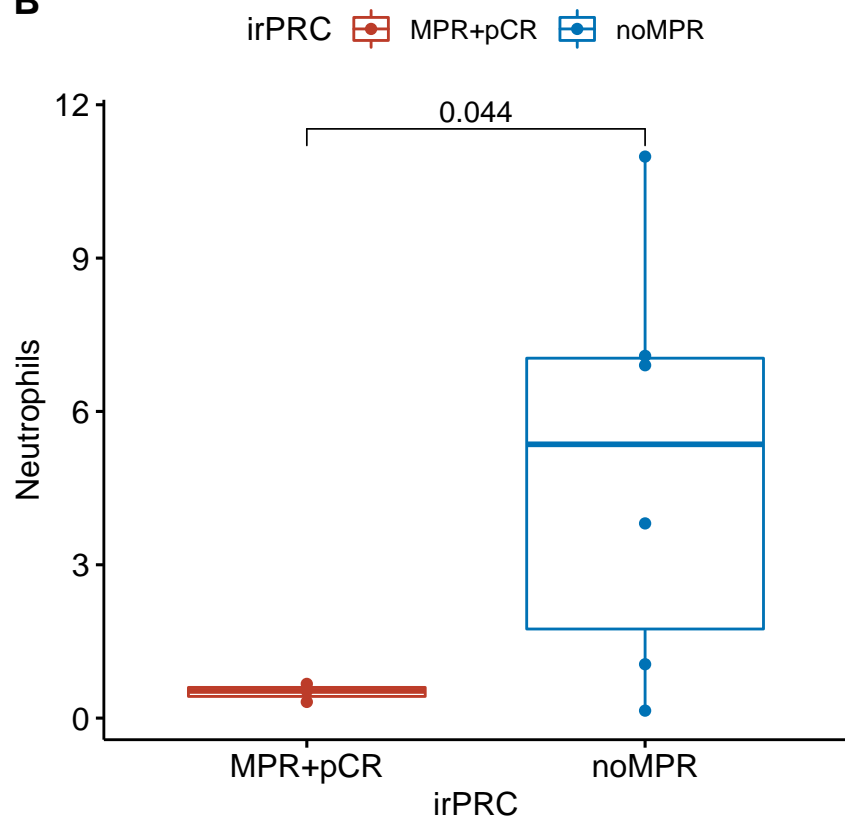 B
irPRC MPR+pCR noMPR
12
0.044
9
6
3
0
Neutrophils
MPR+pCR noMPR
irPRC